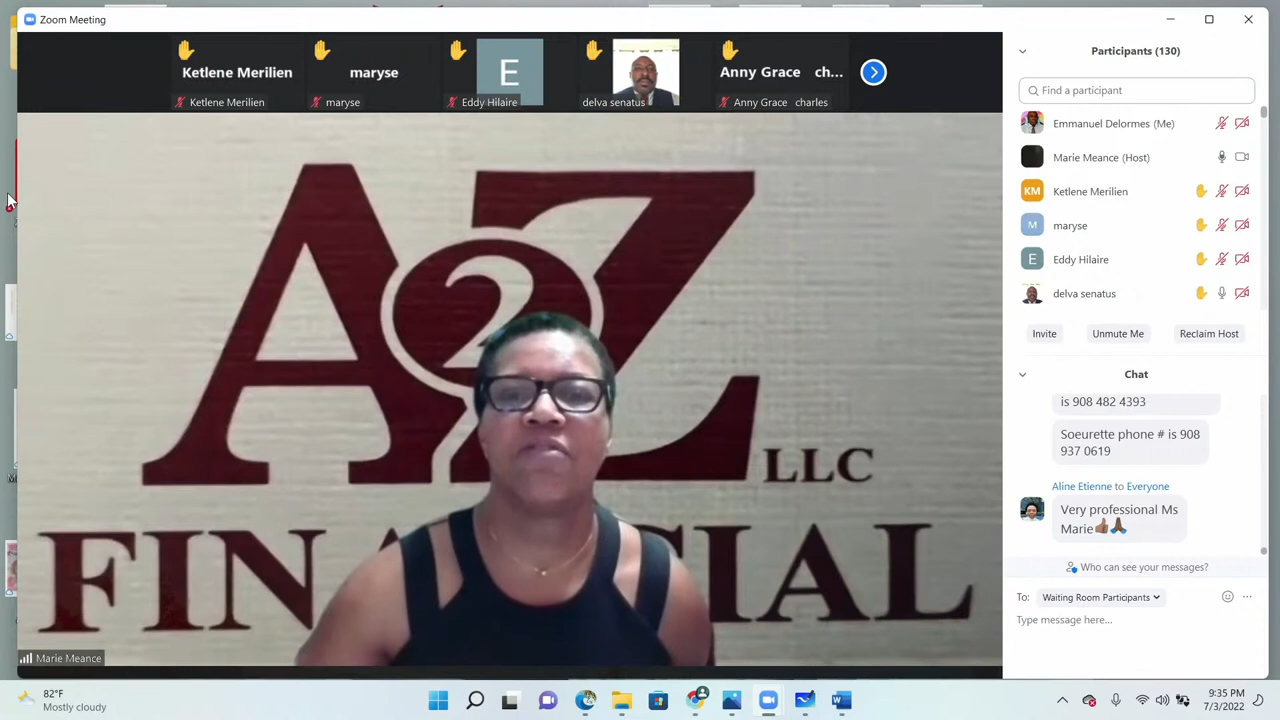 Zoom Meeting
Ketlene Merilien
maryse
E
Anny Grace ch...
Ketlene Merilien
maryse
Eddy Hilaire
delva senatus
Anny Grace charles
A2Z LLC
FINANCIAL
Marie Meance
Participants (130)
Find a participant
Emmanuel Delormes (Me)
Marie Meance (Host)
KM Ketlene Merilien
M maryse
E Eddy Hilaire
delva senatus
Invite Unmute Me Reclaim Host
Chat
is 908 482 4393
Soeurette phone # is 908
937 0619
Aline Etienne to Everyone
Very professional Ms
Marie👍🏾🙏🏾
Who can see your messages?
To: Waiting Room Participants
Type message here...
82°F
Mostly cloudy
9:35 PM
7/3/2022